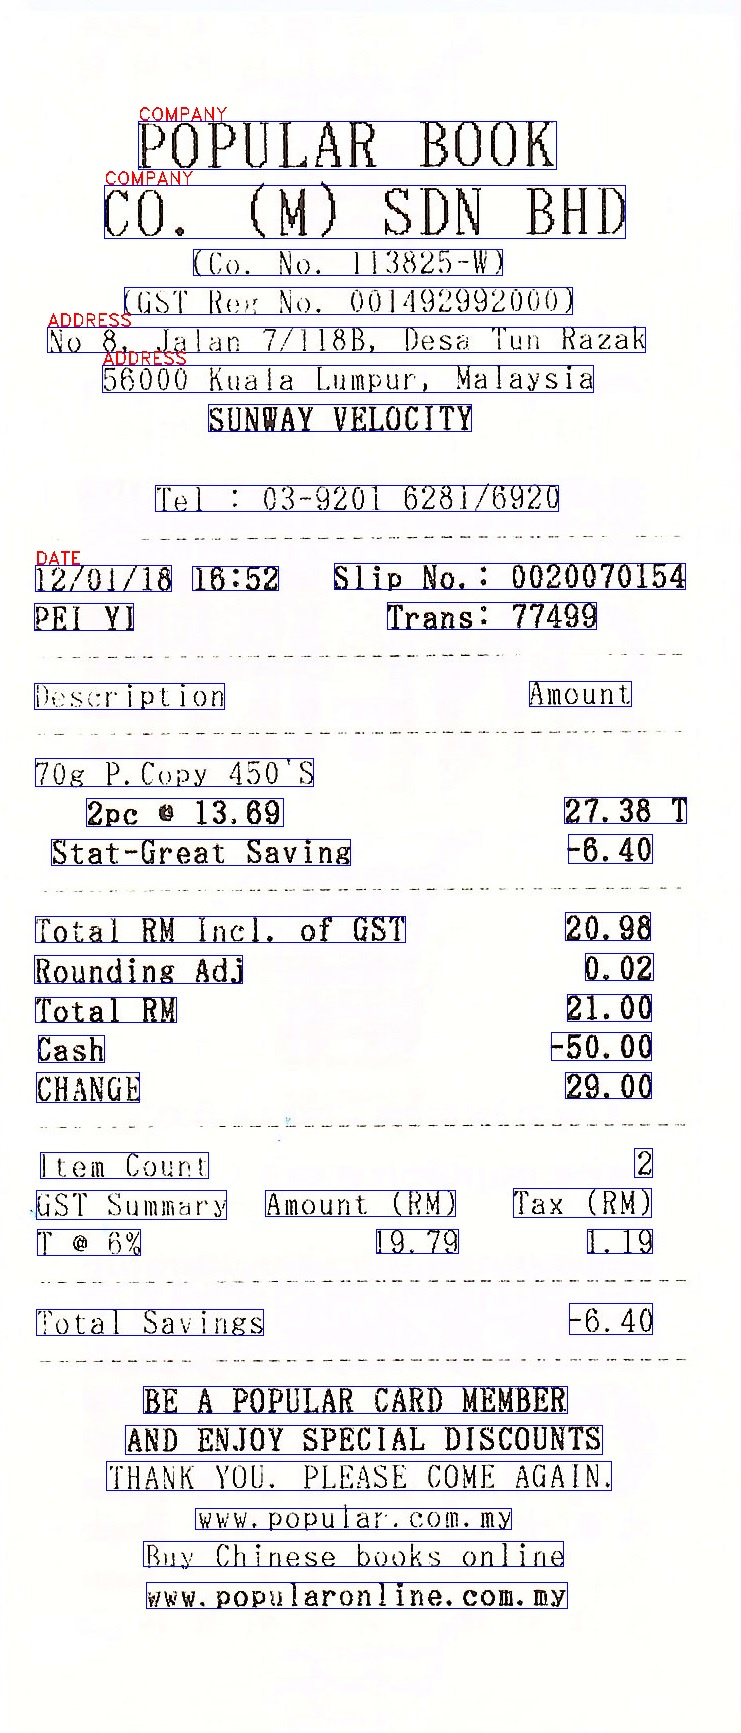 COMPANY
POPULAR BOOK
COMPANY
CO. (M) SDN BHD
(Co. No. 113825-W)
(GST Reg No. 001492992000)
ADDRESS
No 8, Jalan 7/118B, Desa Tun Razak
ADDRESS
56000 Kuala Lumpur, Malaysia
SUNWAY VELOCITY
Tel : 03-9201 6281/6920
DATE
12/01/18 16:52 Slip No.: 0020070154
PEI YI Trans: 77499
Description Amount
70g P.Copy 450'S
2pc @ 13.69 27.38 T
Stat-Great Saving -6.40
Total RM Incl. of GST 20.98
Rounding Adj 0.02
Total RM 21.00
Cash -50.00
CHANGE 29.00
Item Count 2
GST Summary Amount (RM) Tax (RM)
T @ 6% 19.79 1.19
Total Savings -6.40
BE A POPULAR CARD MEMBER
AND ENJOY SPECIAL DISCOUNTS
THANK YOU. PLEASE COME AGAIN.
www.popular.com.my
Buy Chinese books online
www.popularonline.com.my